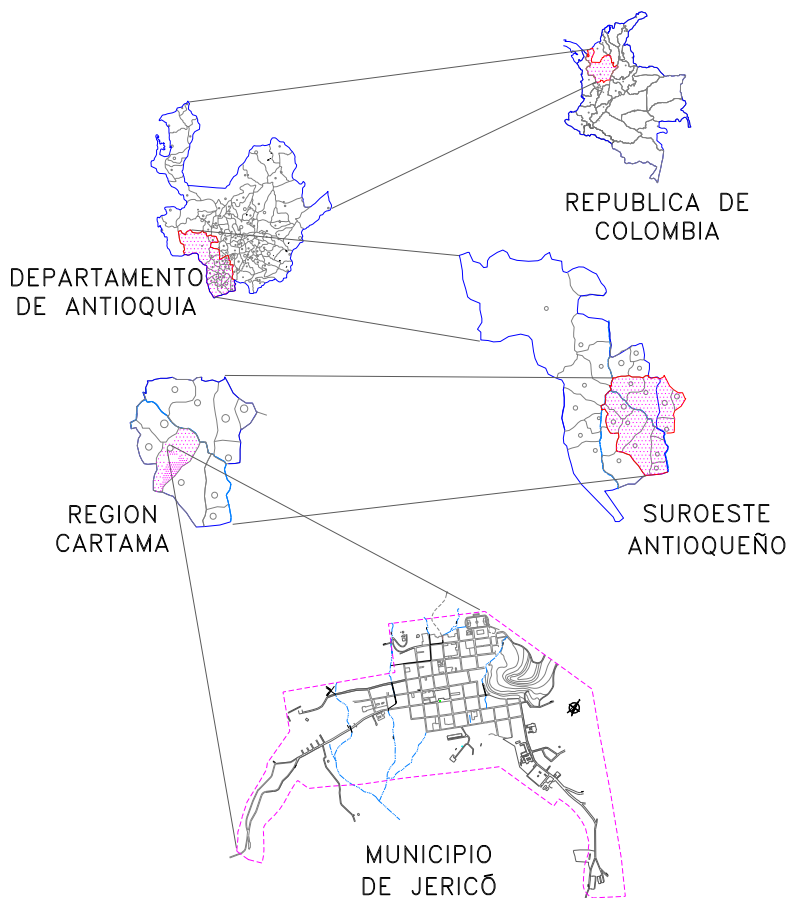 REPUBLICA DE
COLOMBIA
DEPARTAMENTO
DE ANTIOQUIA
REGION
CARTAMA
SUROESTE
ANTIOQUEÑO
MUNICIPIO
DE JERICÓ